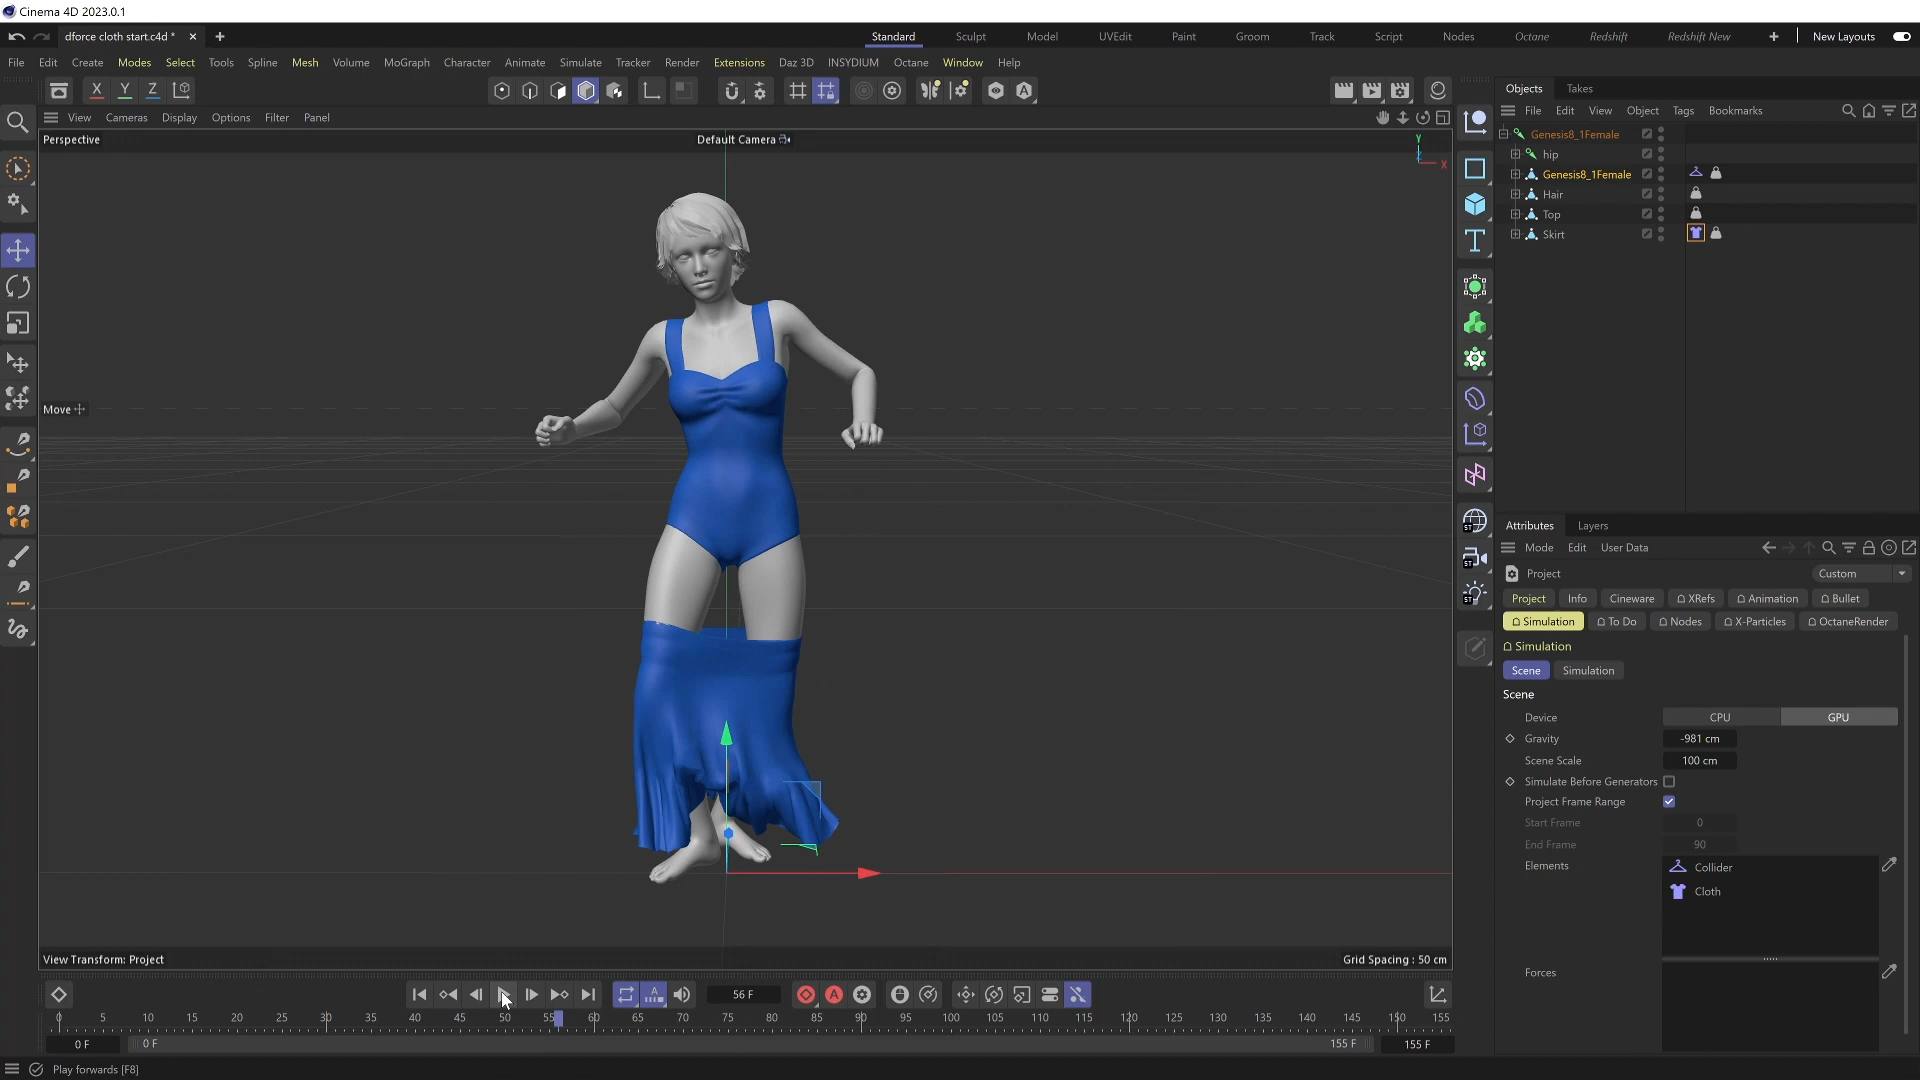 Cinema 4D 2023.0.1
dforce cloth start.c4d *
Standard Sculpt Model UVEdit Paint Groom Track Script Nodes Octane Redshift Redshift New New Layouts
File Edit Create Modes Select Tools Spline Mesh Volume MoGraph Character Animate Simulate Tracker Render Extensions Daz 3D INSYDIUM Octane Window Help
X Y Z
View Cameras Display Options Filter Panel
Perspective
Default Camera
Y
Z
X
Move
View Transform: Project
Grid Spacing : 50 cm
Objects Takes
File Edit View Object Tags Bookmarks
Genesis8_1Female
hip
Genesis8_1Female
Hair
Top
Skirt
Attributes Layers
Mode Edit User Data
Project Custom
Project Info Cineware XRefs Animation Bullet
Simulation To Do Nodes X-Particles OctaneRender
Simulation
Scene Simulation
Scene
Device CPU GPU
Gravity -981 cm
Scene Scale 100 cm
Simulate Before Generators
Project Frame Range
Start Frame 0
End Frame 90
Elements Collider
Cloth
Forces
56 F
0 5 10 15 20 25 30 35 40 45 50 55 60 65 70 75 80 85 90 95 100 105 110 115 120 125 130 135 140 145 150 155
0 F 0 F 155 F 155 F
Play forwards [F8]